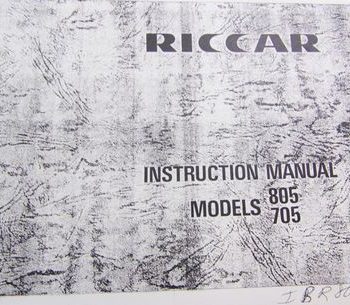 RICCAR
INSTRUCTION MANUAL
MODELS 805
705